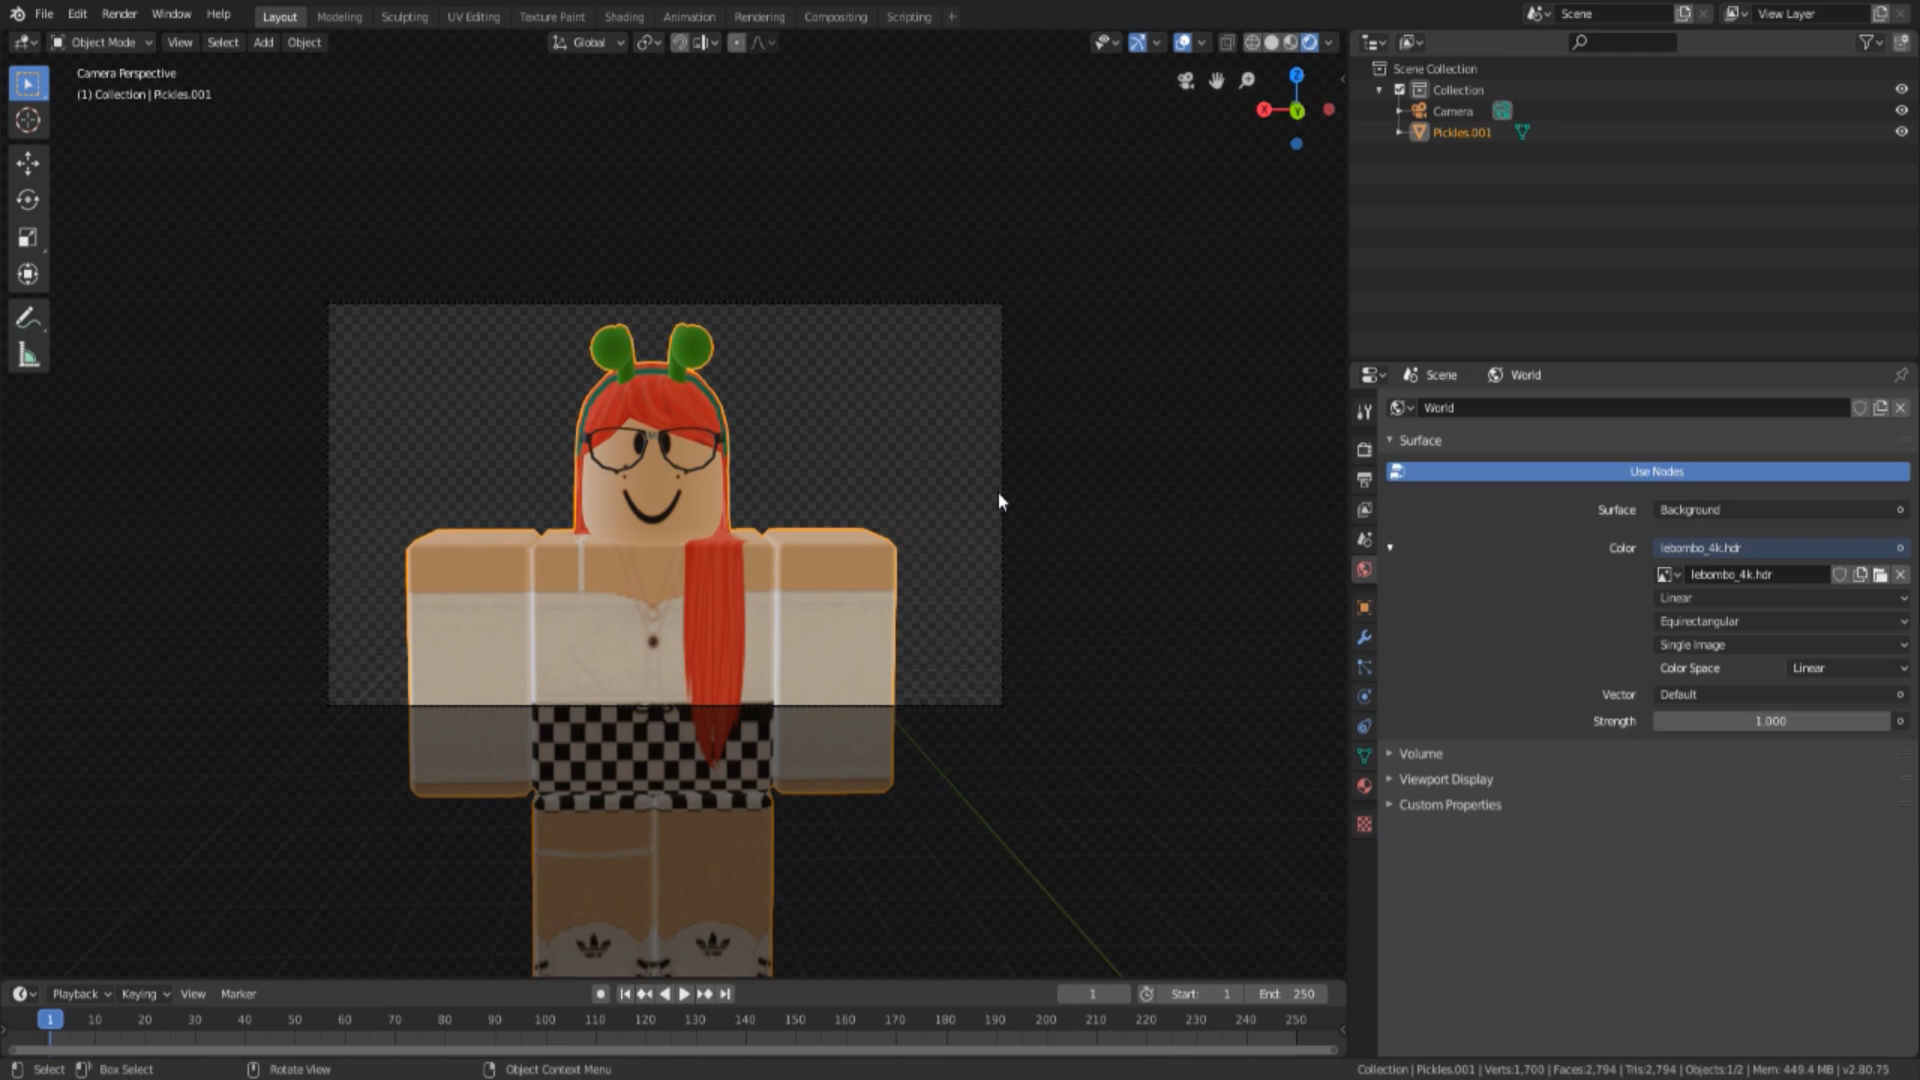 File Edit Render Window Help Layout Modeling Sculpting UV Editing Texture Paint Shading Animation Rendering Compositing Scripting + Scene View Layer
Object Mode View Select Add Object Global
Camera Perspective
(1) Collection | Pickles.001
Z
X
Y
Scene Collection
Collection
Camera
Pickles.001
Scene World
World
Surface
Use Nodes
Surface Background
Color lebombo_4k.hdr
lebombo_4k.hdr
Linear
Equirectangular
Single Image
Color Space Linear
Vector Default
Strength 1.000
Volume
Viewport Display
Custom Properties
Playback Keying View Marker 1 Start: 1 End: 250
1 10 20 30 40 50 60 70 80 90 100 110 120 130 140 150 160 170 180 190 200 210 220 230 240 250
Select Box Select Rotate View Object Context Menu Collection | Pickles.001 | Verts:1,700 | Faces:2,794 | Tris:2,794 | Objects:1/2 | Mem: 449.4 MB | v2.80.75